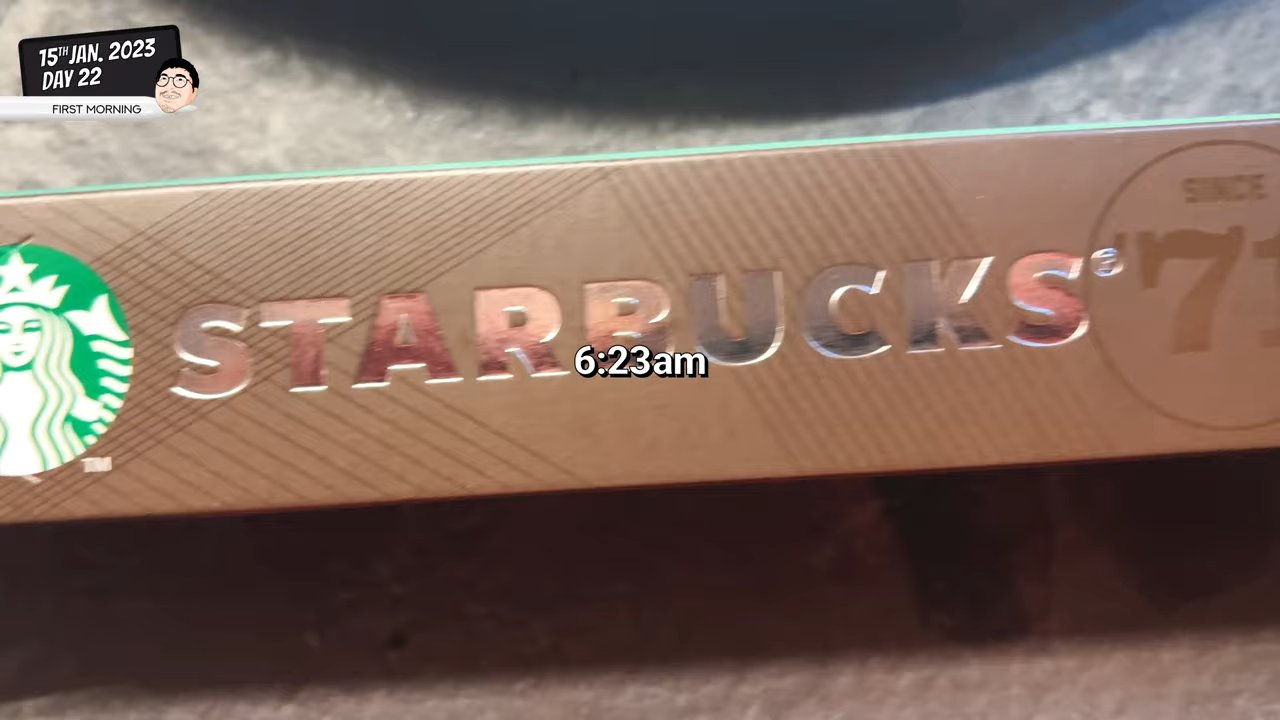 15TH JAN. 2023
DAY 22
FIRST MORNING
SINCE
'71
STARBUCKS®
6:23am
TM